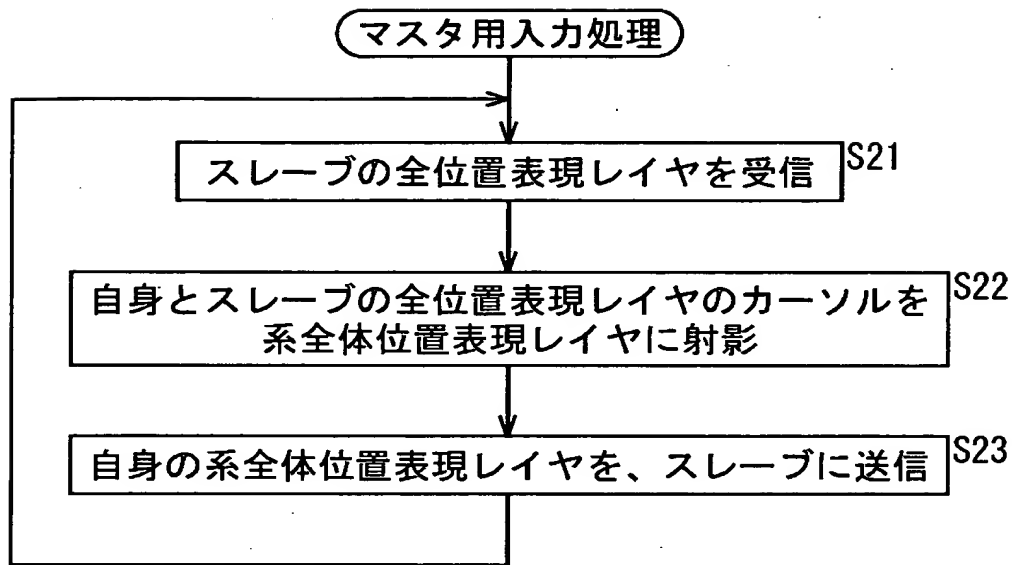 マスタ用入力処理
スレーブの全位置表現レイヤを受信
S21
自身とスレーブの全位置表現レイヤのカーソルを
系全体位置表現レイヤに射影
S22
自身の系全体位置表現レイヤを、スレーブに送信
S23